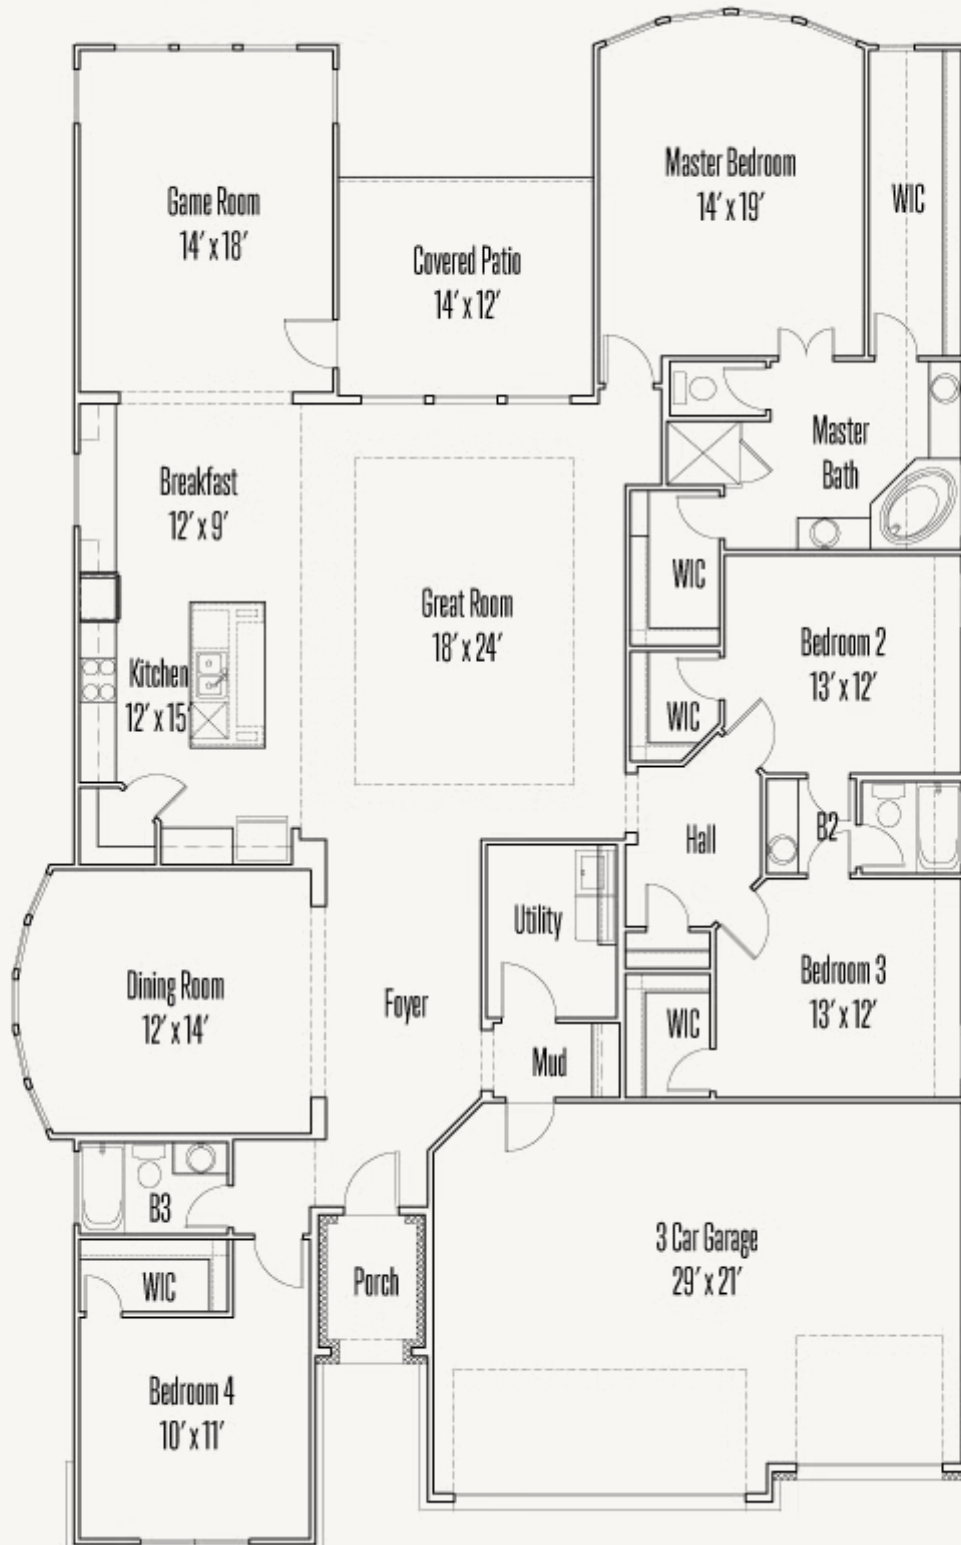 Game Room
14' x 18'
Covered Patio
14' x 12'
Master Bedroom
14' x 19'
WIC
Breakfast
12' x 9'
Master
Bath
Great Room
18' x 24'
WIC
Bedroom 2
13' x 12'
Kitchen
12' x 15'
WIC
Hall
B2
Utility
Dining Room
12' x 14'
Foyer
Bedroom 3
13' x 12'
WIC
Mud
B3
3 Car Garage
29' x 21'
WIC
Porch
Bedroom 4
10' x 11'